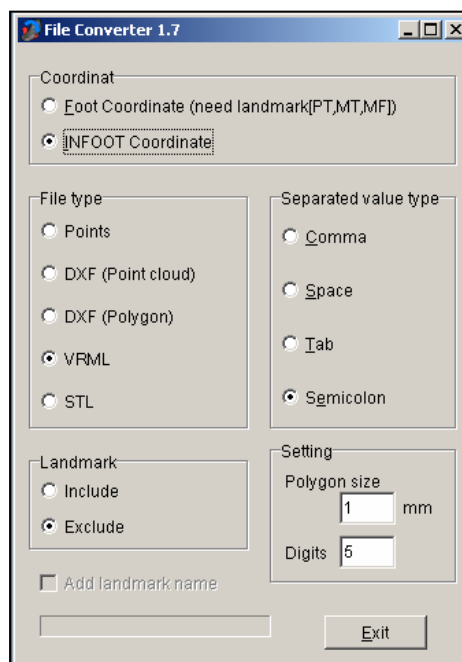 File Converter 1.7
Coordinat
Foot Coordinate (need landmark[PT,MT,MF])
INFOOT Coordinate
File type
Points
DXF (Point cloud)
DXF (Polygon)
VRML
STL
Separated value type
Comma
Space
Tab
Semicolon
Landmark
Include
Exclude
Setting
Polygon size
1 mm
Digits 5
Add landmark name
Exit